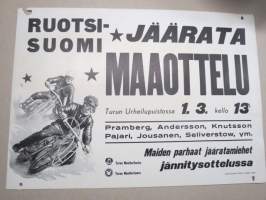 RUOTSI-
SUOMI
JÄÄRATA
MAAOTTELU
Turun Urheilupuistossa 1. 3. kello 13
Pramberg, Andersson, Knutsson
Pajari, Jousanen, Seliverstow, ym.
Maiden parhaat jääratamiehet
jännitysottelussa